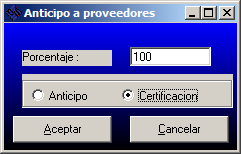 Anticipo a proveedores
Porcentaje : 100
Anticipo Certificacion
Aceptar Cancelar